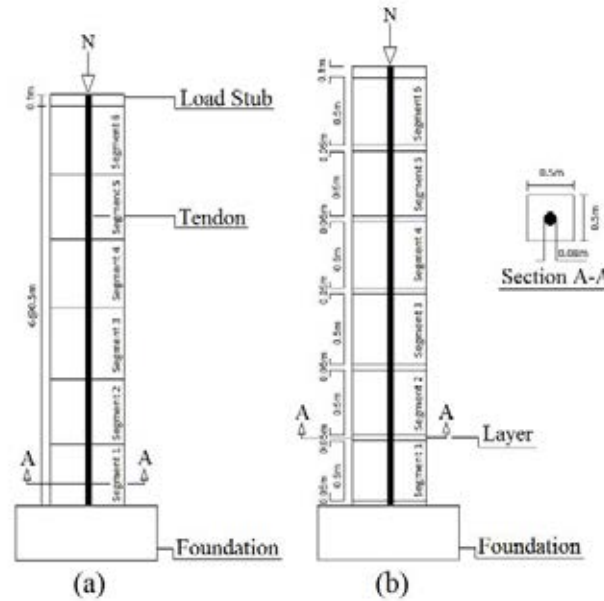 N
0.1m
Load Stub
Segment 6
Segment 5
Tendon
Segment 4
6@0.5m
Segment 3
Segment 2
A
A
Segment 1
Foundation
(a)
N
0.1m
0.5m
Segment 6
0.05m
0.5m
Segment 5
0.05m
0.5m
Segment 4
0.05m
0.5m
Segment 3
0.05m
0.5m
Segment 2
A
A
0.05m
Layer
0.5m
Segment
0.05m
Foundation
(b)
0.5m
0.5m
0.08m
Section A-A